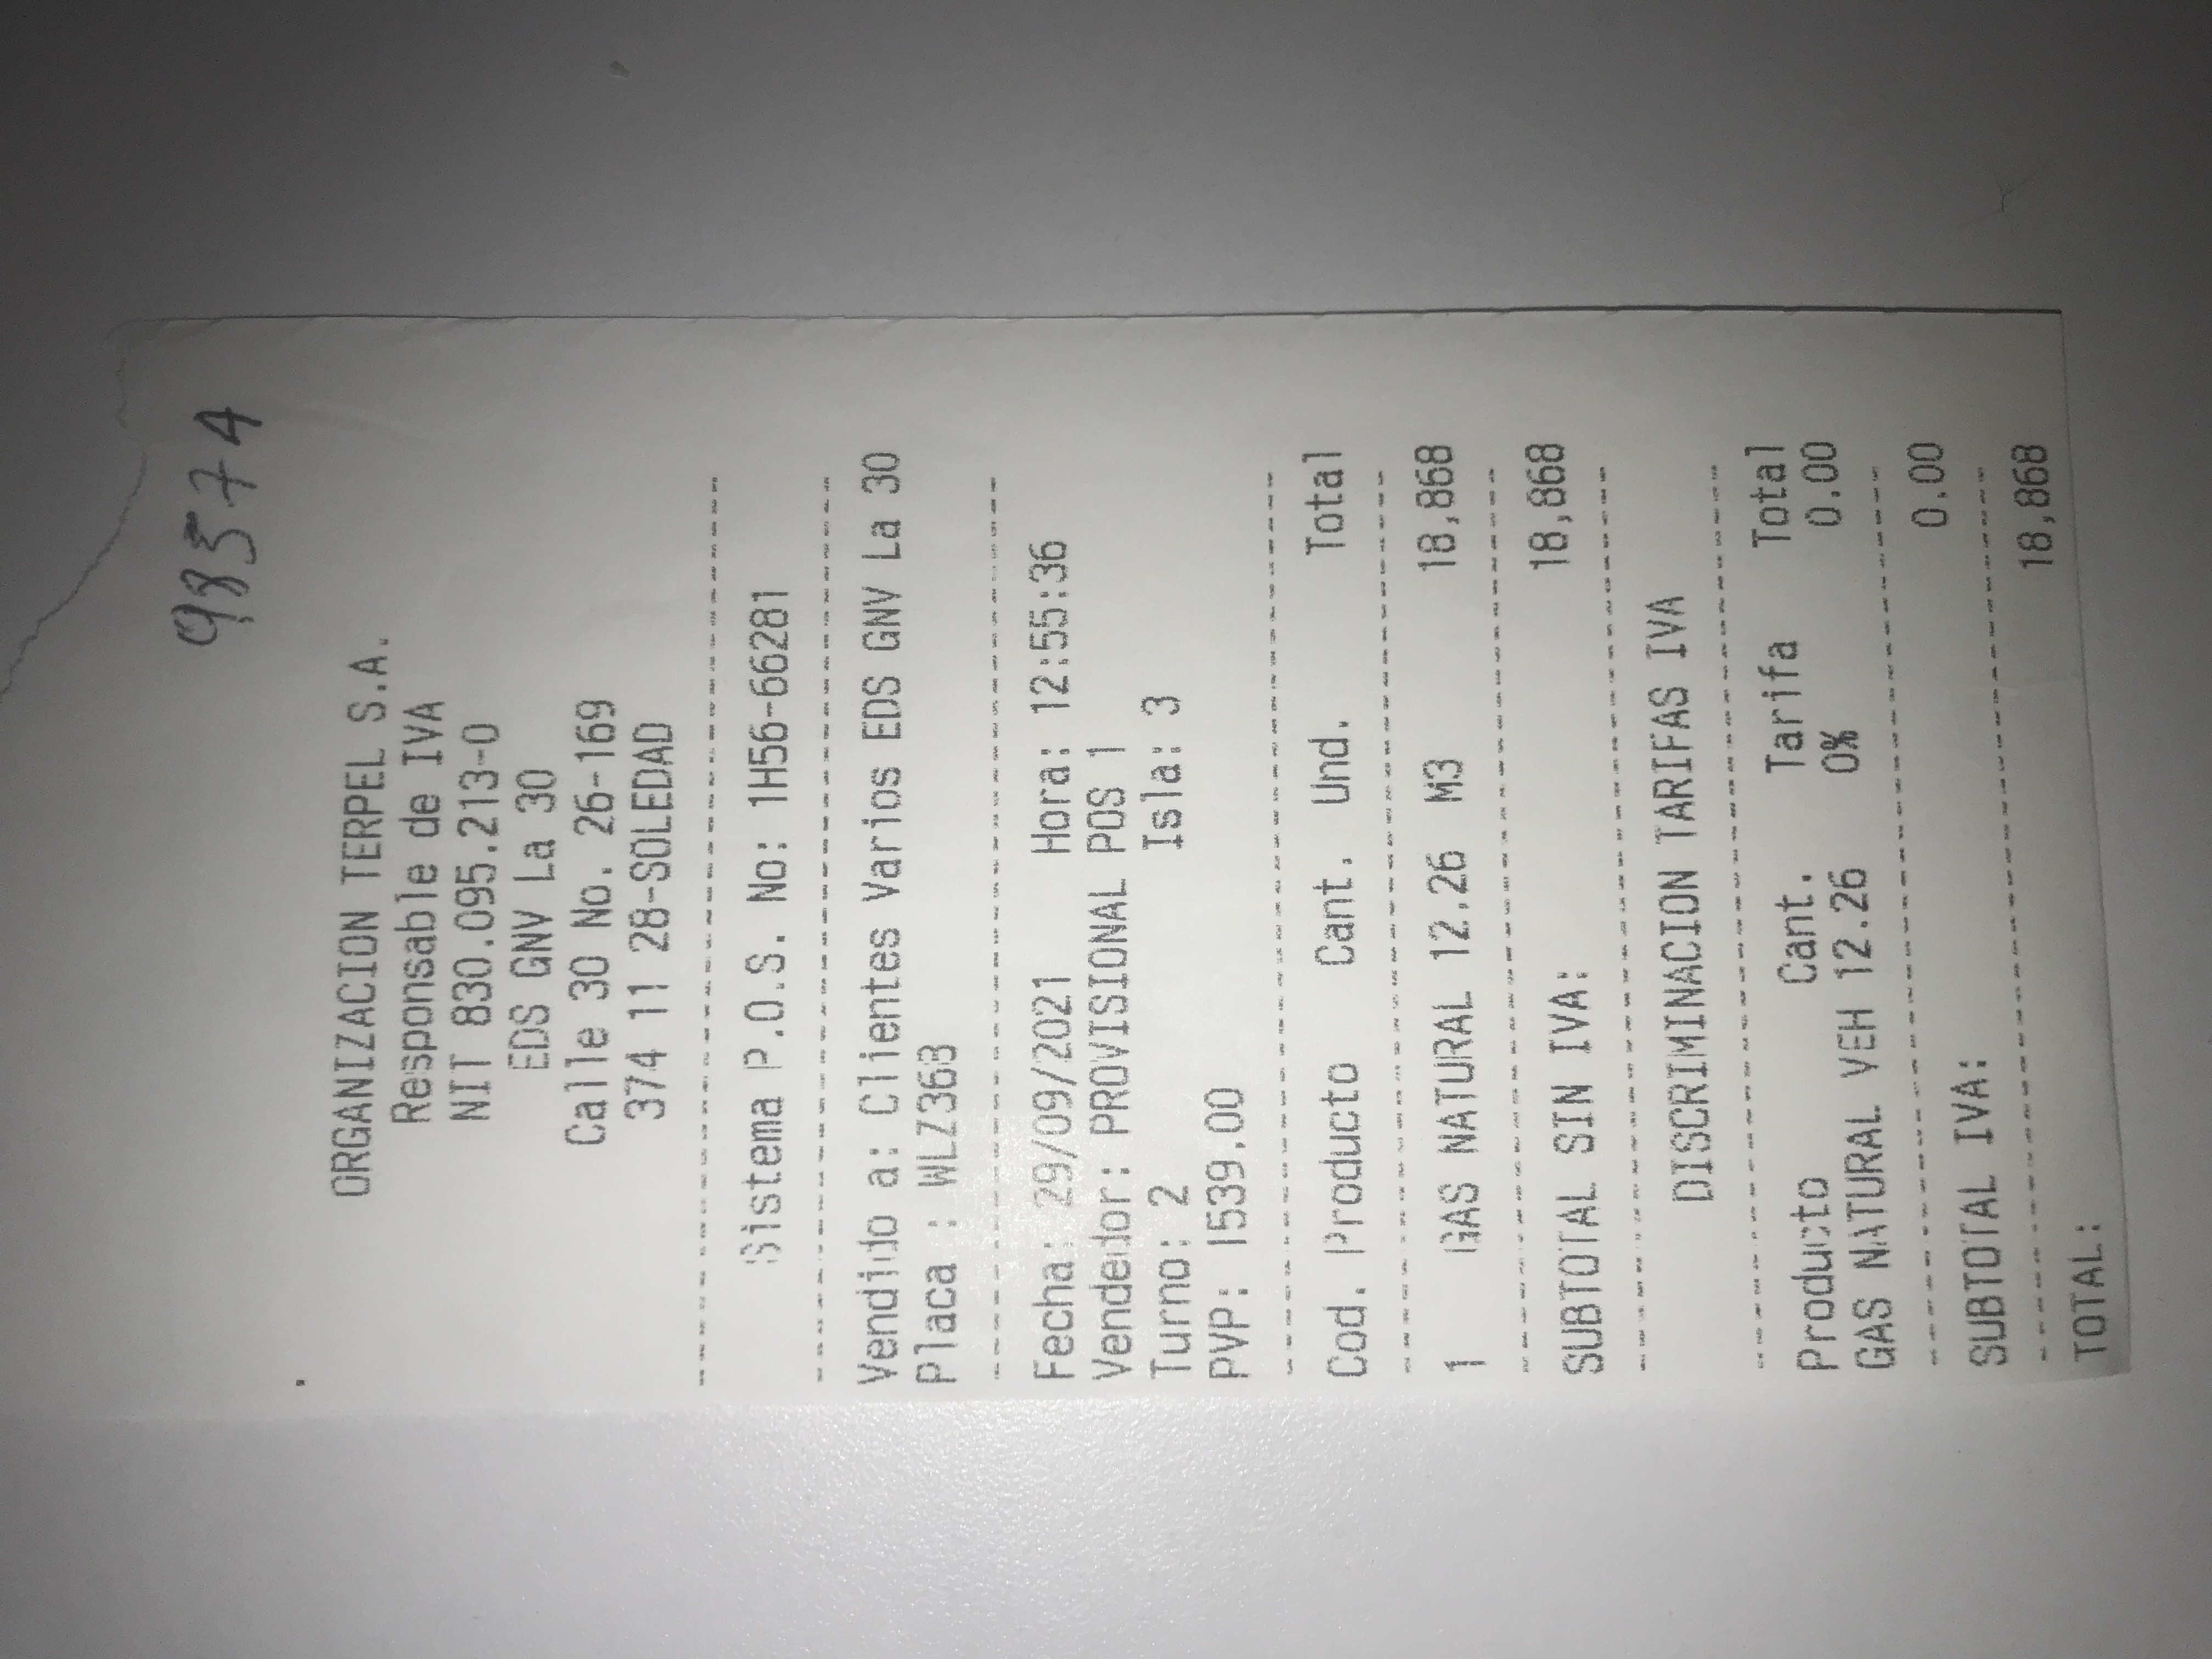 98574
ORGANIZACION TERPEL S.A.
Responsable de IVA
NIT 830.095.213-0
EDS GNV La 30
Calle 30 No. 26-169
374 11 28-SOLEDAD
Sistema P.O.S. No: 1H56-66281
Vendido a: Clientes Varios EDS GNV La 30
Placa : WLZ363
Fecha: 29/09/2021 Hora: 12:55:36
Vendedor: PROVISIONAL POS 1
Turno: 2 Isla: 3
PVP: 1539.00
Cod. Producto Cant. Und. Total
1 GAS NATURAL 12.26 M3 18,868
SUBTOTAL SIN IVA: 18,868
DISCRIMINACION TARIFAS IVA
Producto Cant. Tarifa Total
GAS NATURAL VEH 12.26 0% 0.00
SUBTOTAL IVA: 0.00
TOTAL: 18,868